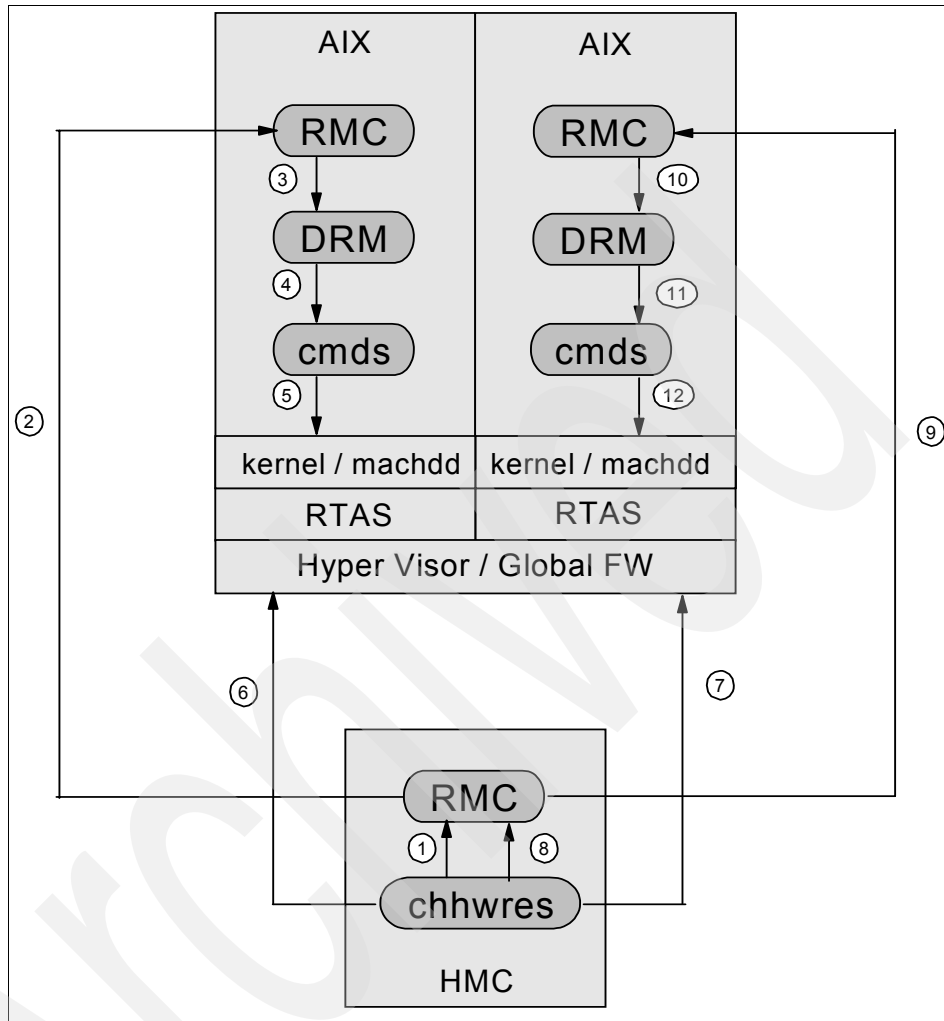 AIX AIX
RMC RMC
3 10
DRM DRM
4 11
cmds cmds
5 12
2 9
kernel / machdd kernel / machdd
RTAS RTAS
Hyper Visor / Global FW
6 7
RMC
1 8
chhwres
HMC
Archived